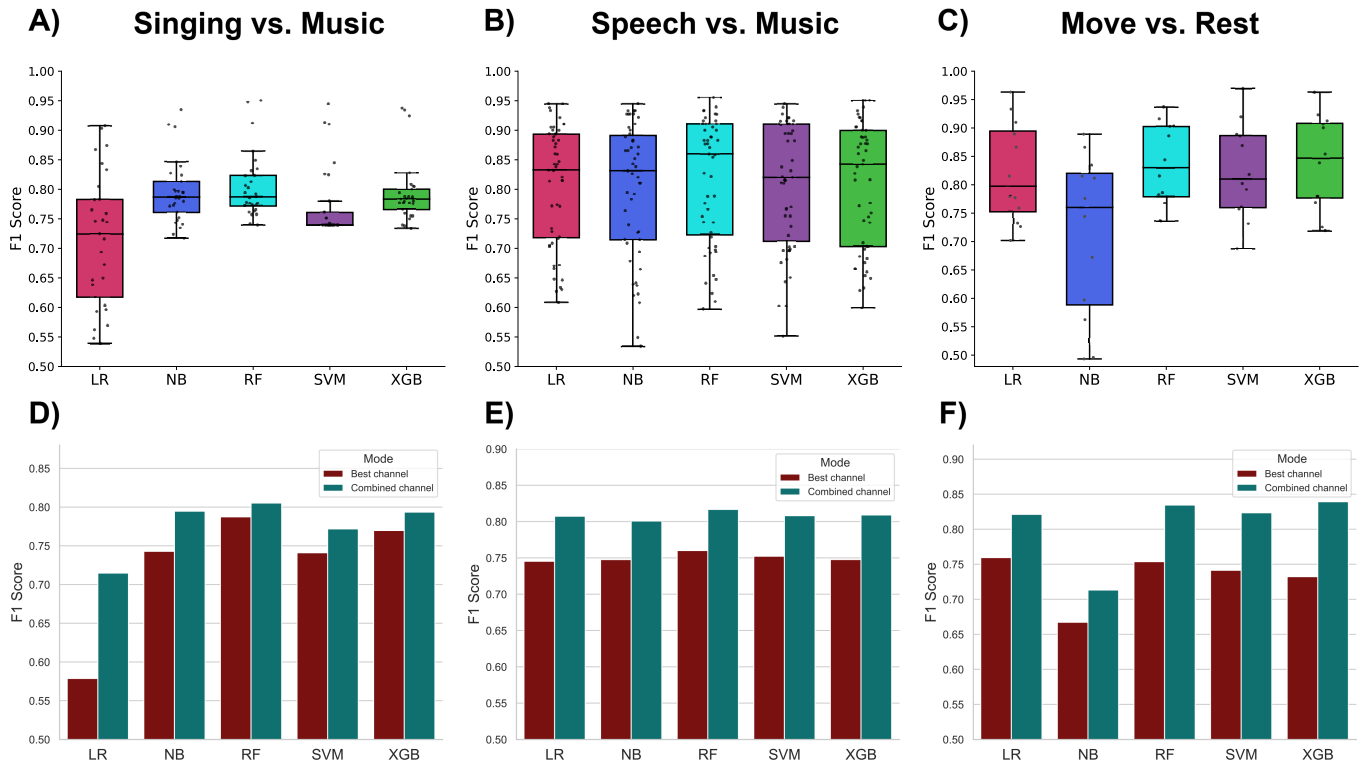 A) Singing vs. Music
1.00
0.95
0.90
0.85
0.80
0.75
0.70
0.65
0.60
0.55
0.50
F1 Score
LR NB RF SVM XGB
B) Speech vs. Music
1.00
0.95
0.90
0.85
0.80
0.75
0.70
0.65
0.60
0.55
0.50
F1 Score
LR NB RF SVM XGB
C) Move vs. Rest
1.00
0.95
0.90
0.85
0.80
0.75
0.70
0.65
0.60
0.55
0.50
F1 Score
LR NB RF SVM XGB
D)
0.85
0.80
0.75
0.70
0.65
0.60
0.55
0.50
F1 Score
Mode
Best channel
Combined channel
LR NB RF SVM XGB
E)
0.90
0.85
0.80
0.75
0.70
0.65
0.60
0.55
0.50
F1 Score
Mode
Best channel
Combined channel
LR NB RF SVM XGB
F)
0.90
0.85
0.80
0.75
0.70
0.65
0.60
0.55
0.50
F1 Score
Mode
Best channel
Combined channel
LR NB RF SVM XGB